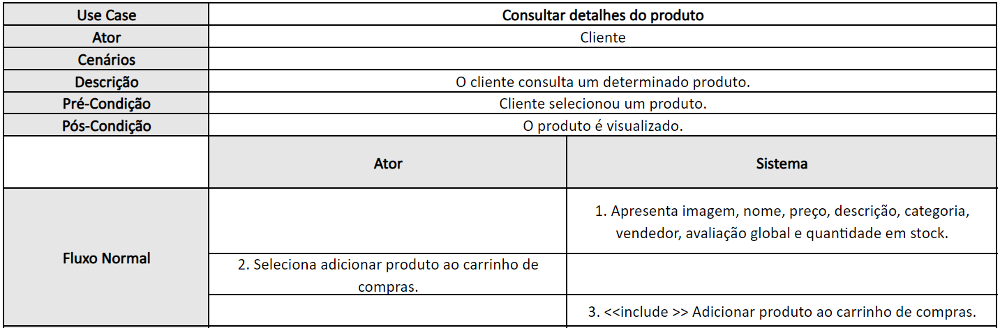 Use Case
Consultar detalhes do produto
Ator
Cliente
Cenários
Descrição
O cliente consulta um determinado produto.
Pré-Condição
Cliente selecionou um produto.
Pós-Condição
O produto é visualizado.
Ator
Sistema
Fluxo Normal
1. Apresenta imagem, nome, preço, descrição, categoria,
vendedor, avaliação global e quantidade em stock.
2. Seleciona adicionar produto ao carrinho de
compras.
3. <<include >> Adicionar produto ao carrinho de compras.